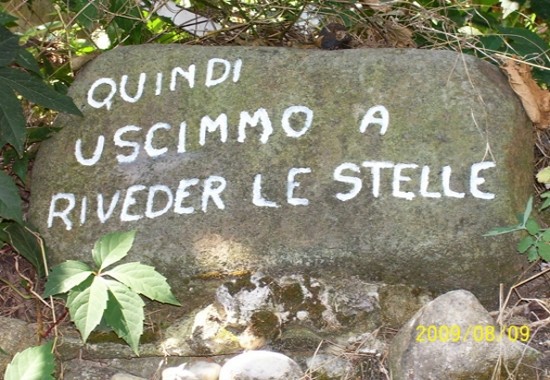 QUINDI
USCIMMO A
RIVEDER LE STELLE
2009/08/09